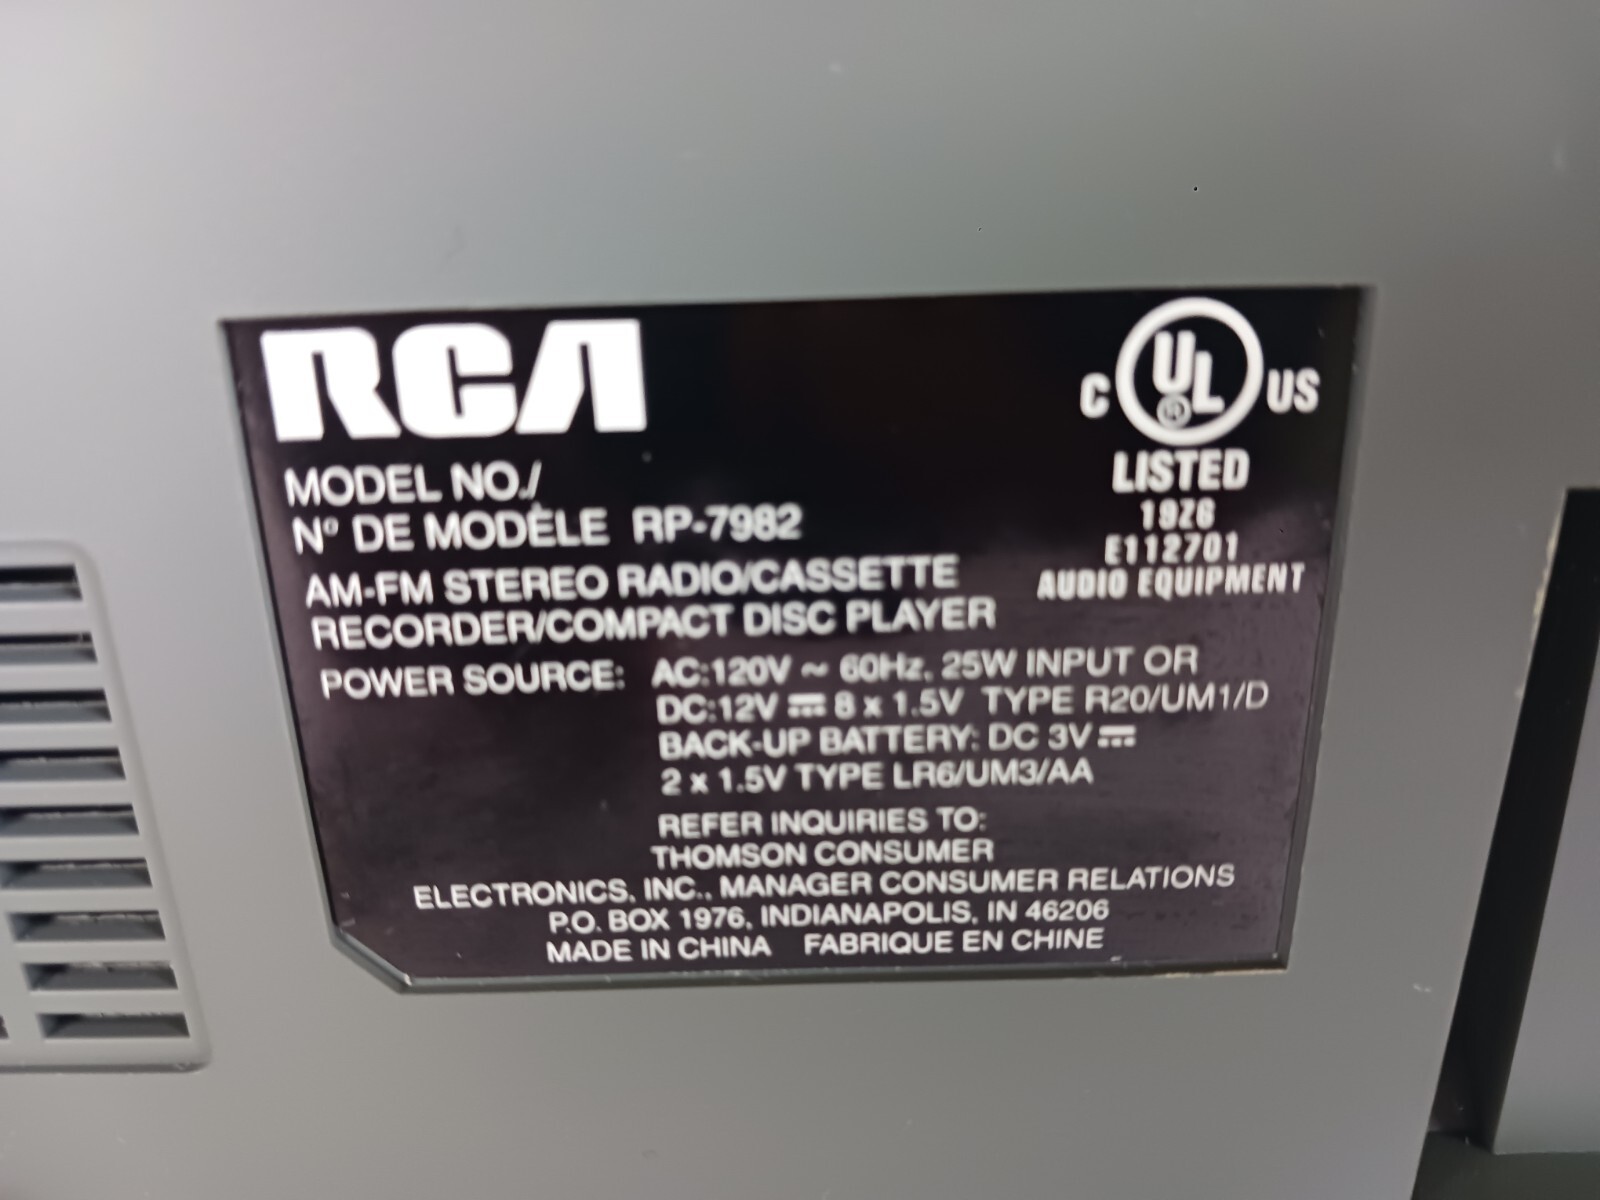 RCA
C UL ® US
LISTED
19Z6
E112701
AUDIO EQUIPMENT
MODEL NO./
Nº DE MODÈLE RP-7982
AM-FM STEREO RADIO/CASSETTE
RECORDER/COMPACT DISC PLAYER
POWER SOURCE: AC:120V ~ 60Hz, 25W INPUT OR
DC:12V ⎓ 8 x 1.5V TYPE R20/UM1/D
BACK-UP BATTERY: DC 3V ⎓
2 x 1.5V TYPE LR6/UM3/AA
REFER INQUIRIES TO:
THOMSON CONSUMER
ELECTRONICS, INC., MANAGER CONSUMER RELATIONS
P.O. BOX 1976, INDIANAPOLIS, IN 46206
MADE IN CHINA FABRIQUE EN CHINE